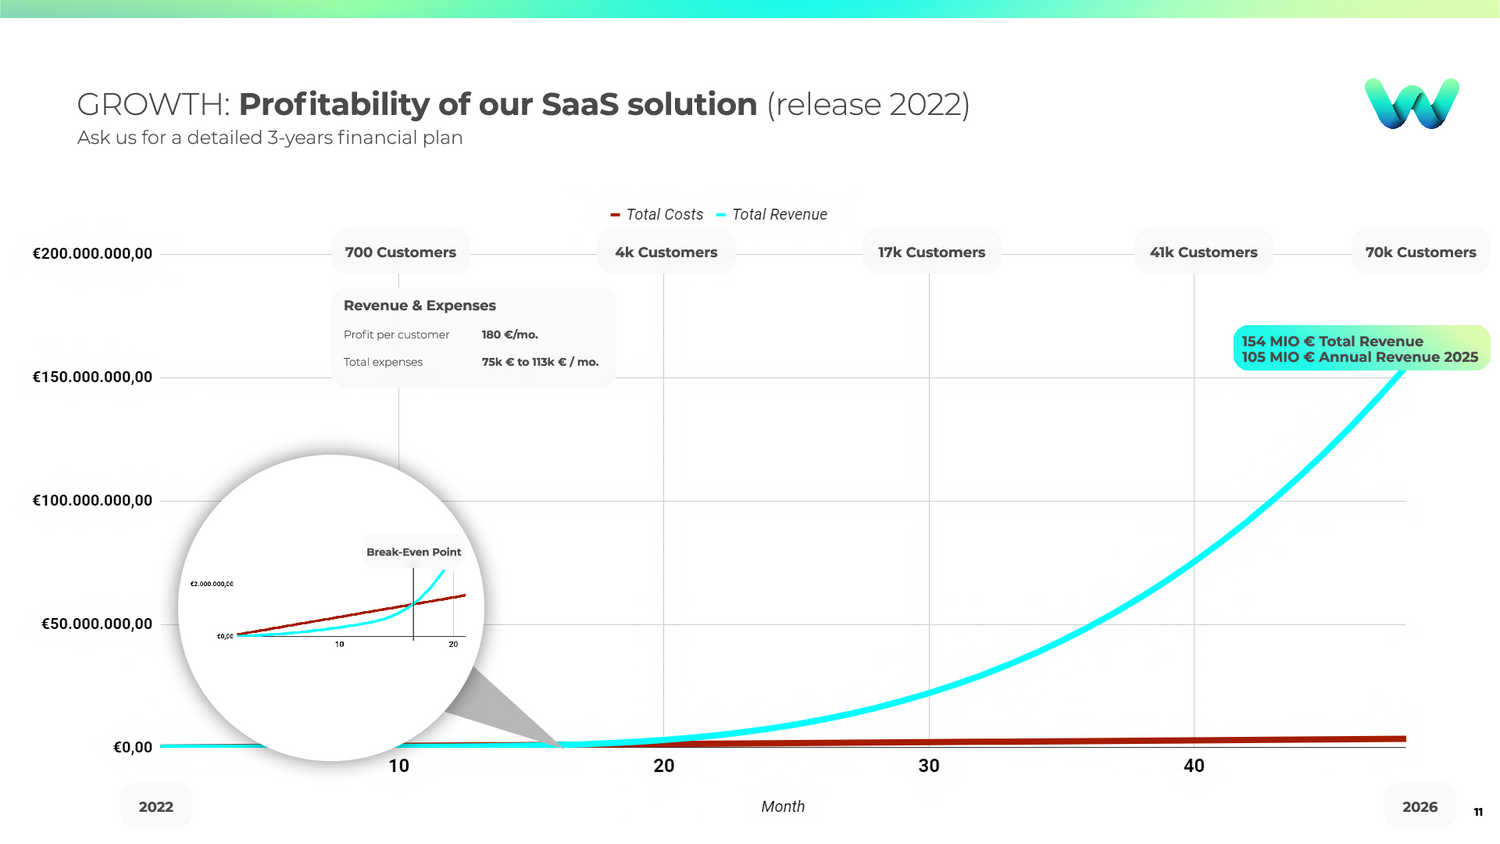 GROWTH: Profitability of our SaaS solution (release 2022)
Ask us for a detailed 3-years financial plan
Total Costs
Total Revenue
€200.000.000,00
700 Customers
4k Customers
17k Customers
41k Customers
70k Customers
Revenue & Expenses
Profit per customer 180 €/mo.
Total expenses 75k € to 113k € / mo.
154 MIO € Total Revenue
105 MIO € Annual Revenue 2025
€150.000.000,00
€100.000.000,00
Break-Even Point
€2.000.000,00
€0,00
10
20
€50.000.000,00
€0,00
10
20
30
40
2022
Month
2026
11